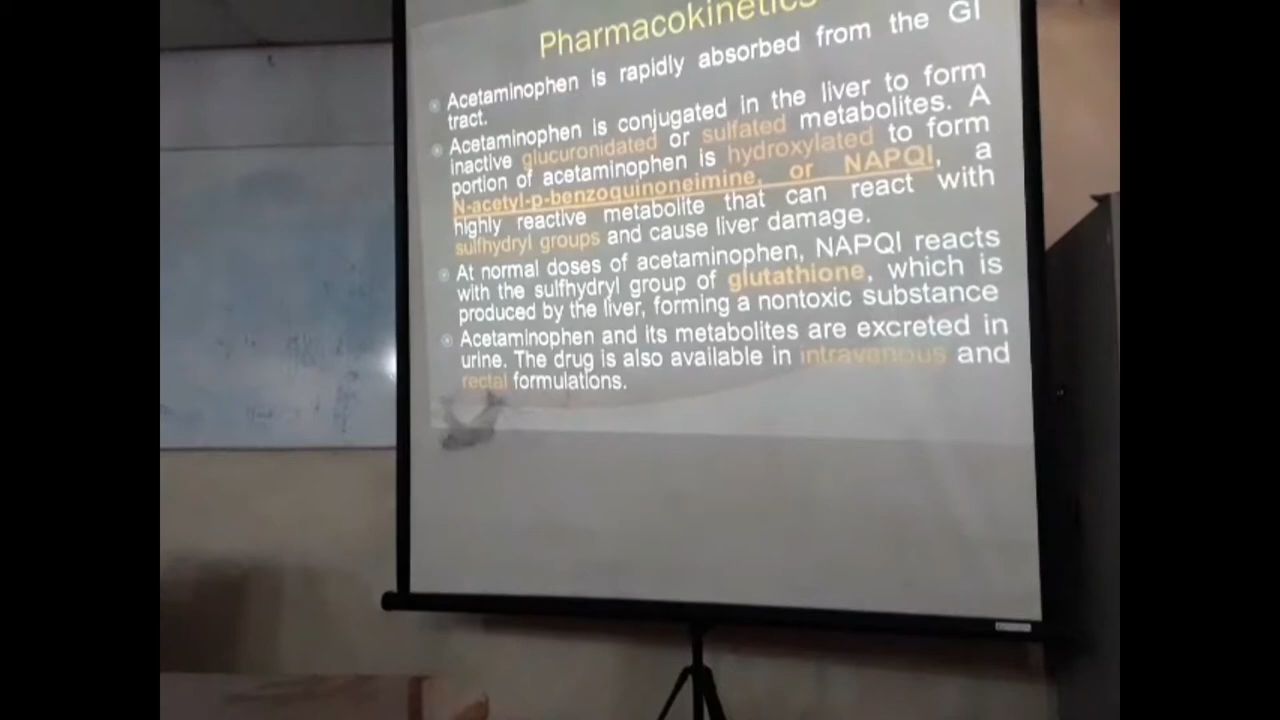 Pharmacokinetics
Acetaminophen is rapidly absorbed from the GI
tract.
Acetaminophen is conjugated in the liver to form
inactive glucuronidated or sulfated metabolites. A
portion of acetaminophen is hydroxylated to form
N-acetyl-p-benzoquinoneimine, or NAPQI, a
highly reactive metabolite that can react with
sulfhydryl groups and cause liver damage.
At normal doses of acetaminophen, NAPQI reacts
with the sulfhydryl group of glutathione, which is
produced by the liver, forming a nontoxic substance
Acetaminophen and its metabolites are excreted in
urine. The drug is also available in intravenous and
rectal formulations.